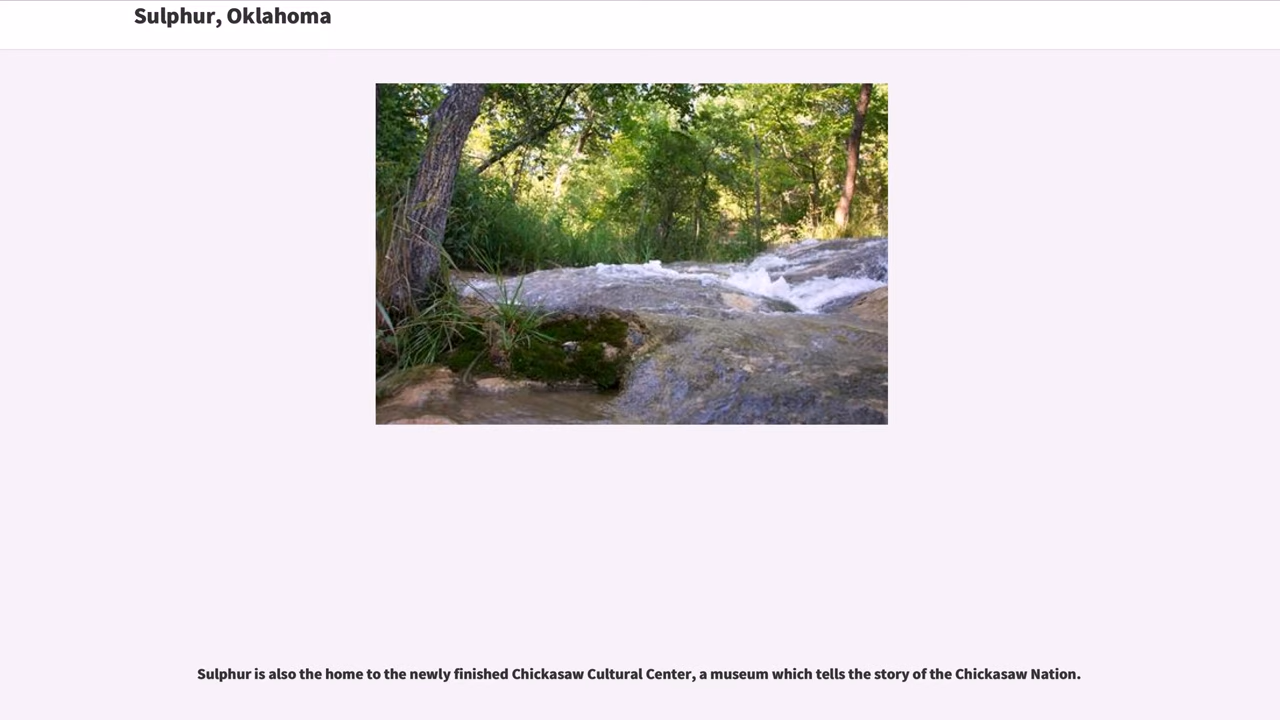 Sulphur, Oklahoma
Sulphur is also the home to the newly finished Chickasaw Cultural Center, a museum which tells the story of the Chickasaw Nation.